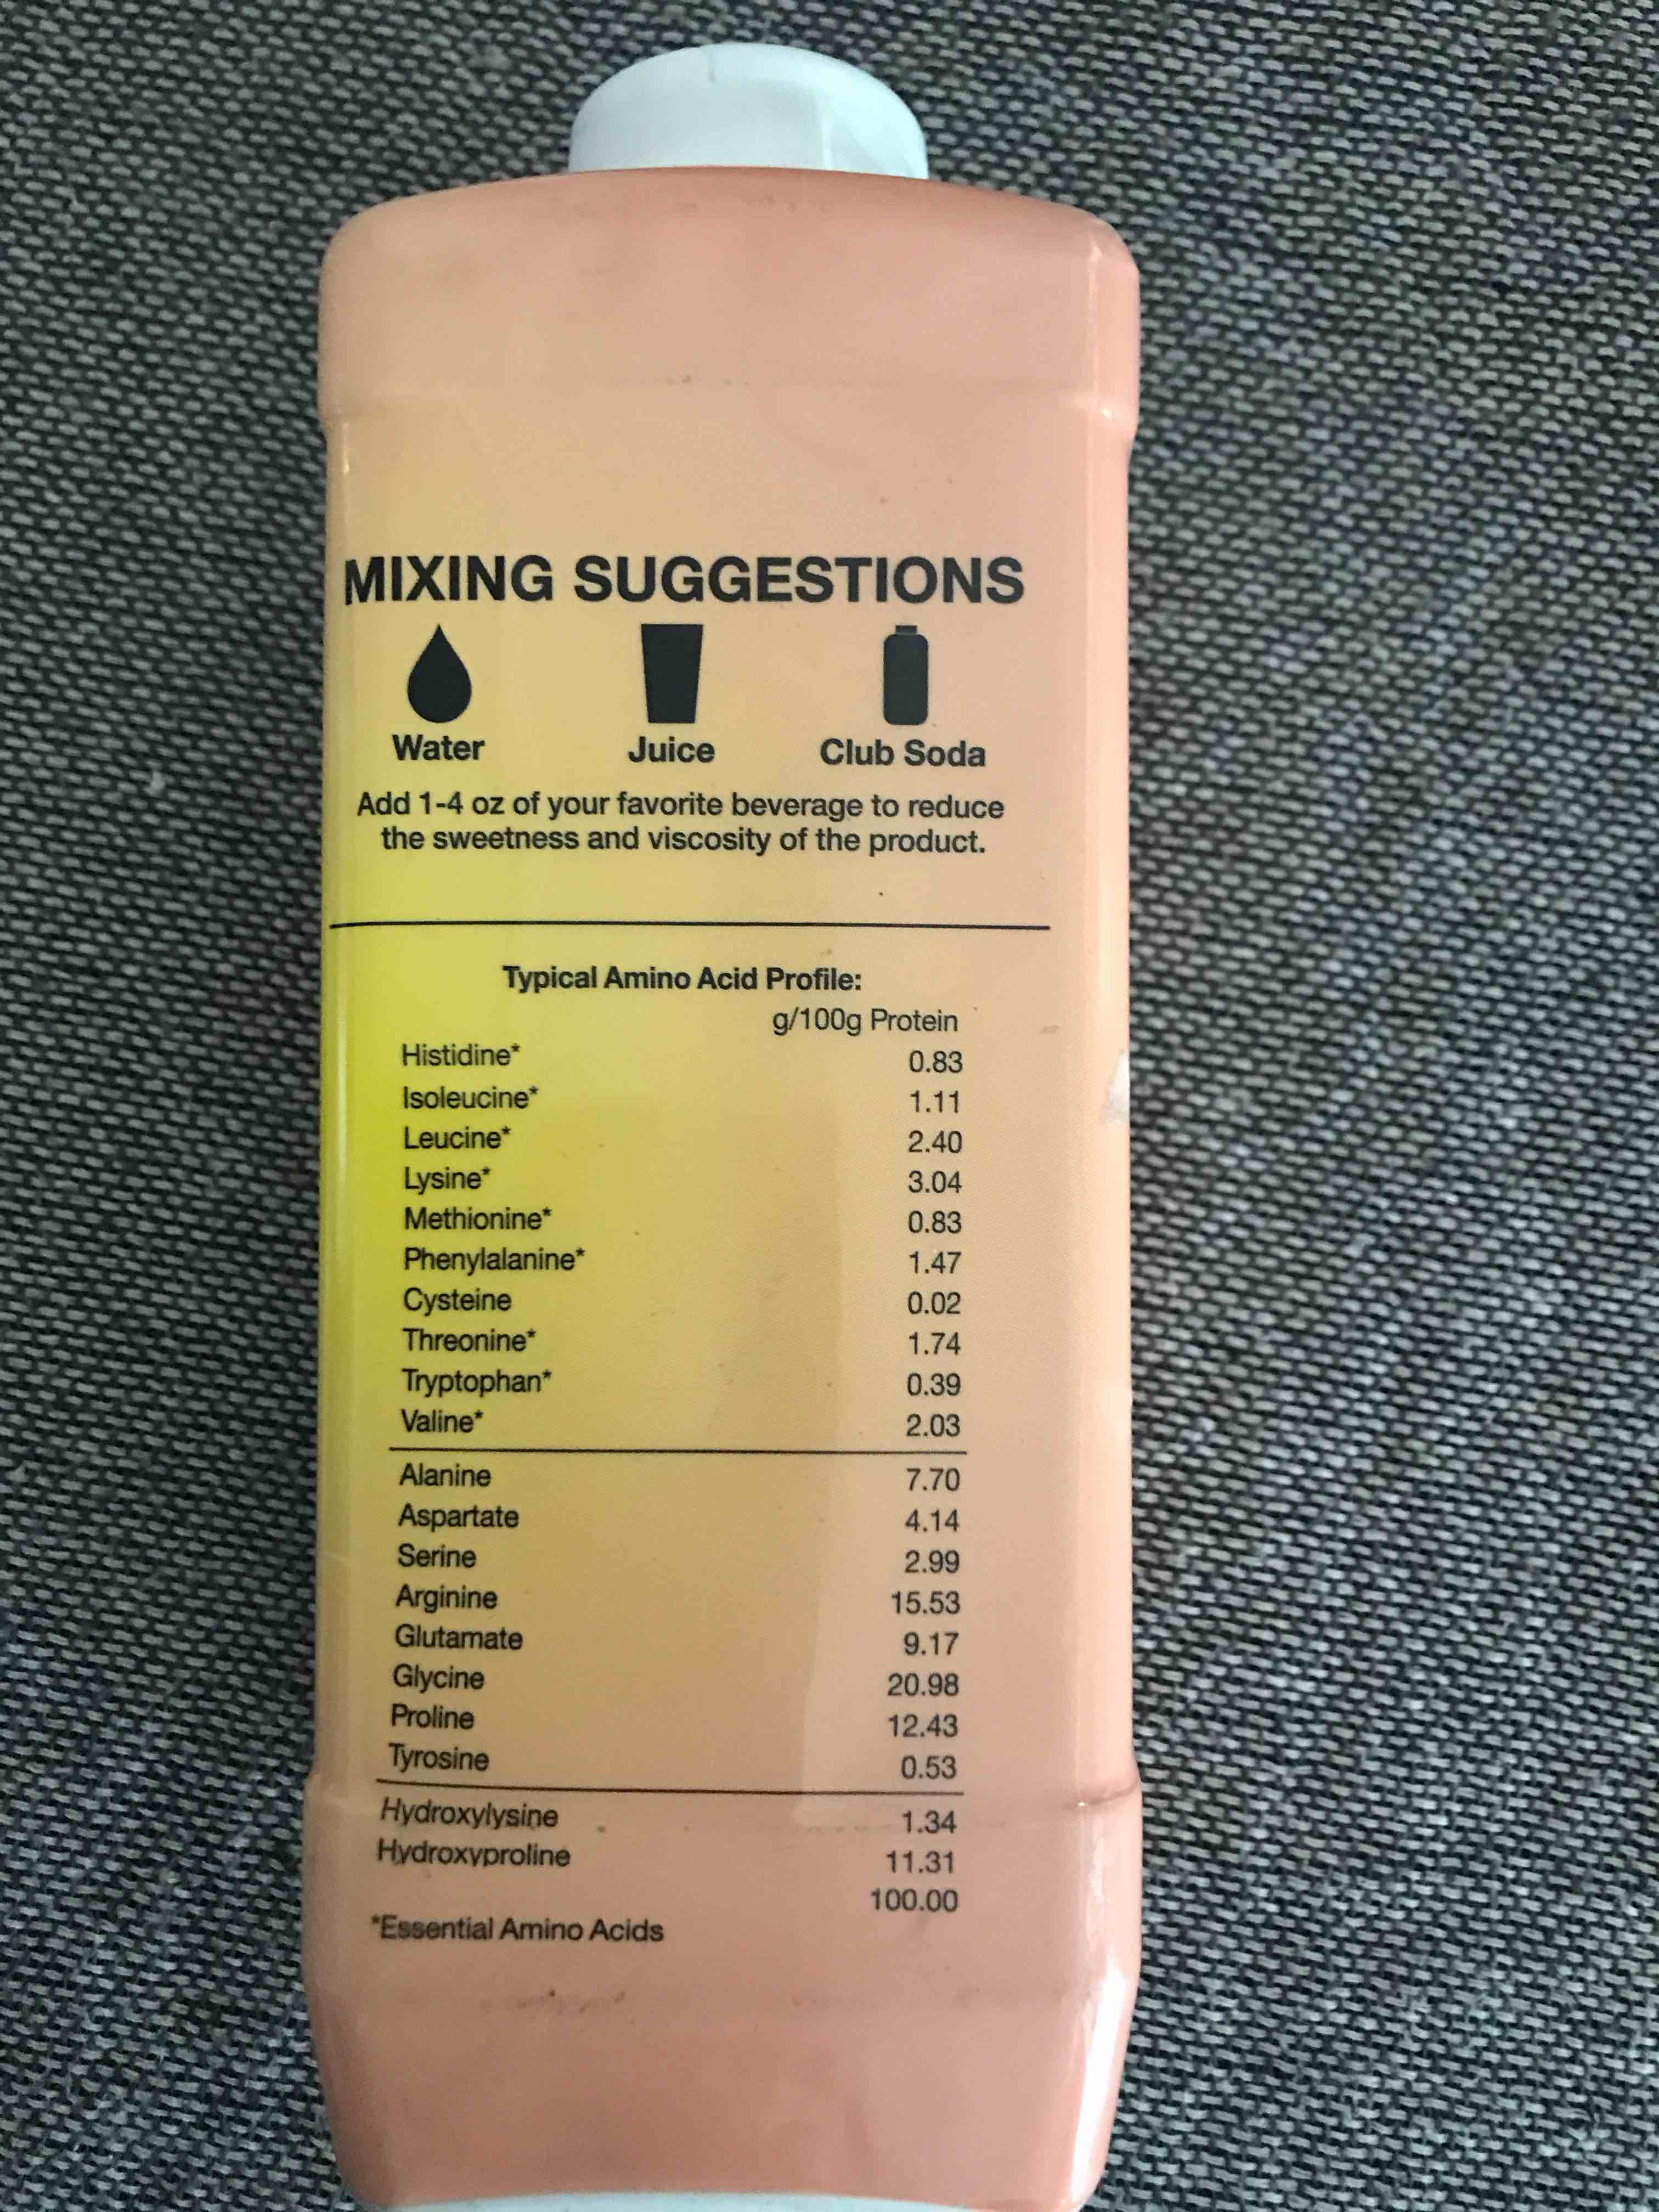 MIXING SUGGESTIONS
Water Juice Club Soda
Add 1-4 oz of your favorite beverage to reduce
the sweetness and viscosity of the product.
Typical Amino Acid Profile:
g/100g Protein
Histidine* 0.83
Isoleucine* 1.11
Leucine* 2.40
Lysine* 3.04
Methionine* 0.83
Phenylalanine* 1.47
Cysteine 0.02
Threonine* 1.74
Tryptophan* 0.39
Valine* 2.03
Alanine 7.70
Aspartate 4.14
Serine 2.99
Arginine 15.53
Glutamate 9.17
Glycine 20.98
Proline 12.43
Tyrosine 0.53
Hydroxylysine 1.34
Hydroxyproline 11.31
100.00
*Essential Amino Acids